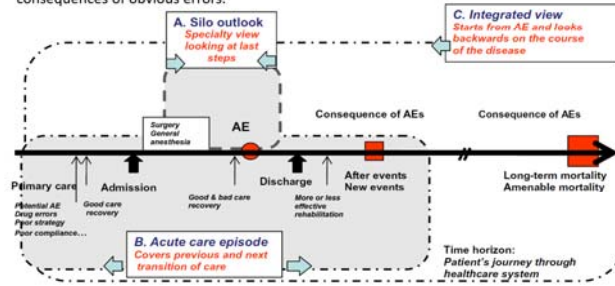 consequences of obvious errors.
A. Silo outlook
Specialty view
looking at last
steps
C. Integrated view
Starts from AE and looks
backwards on the course
of the disease
Surgery
General
anesthesia
AE
Consequence of AEs
Consequence of AEs
Primary care
Admission
Discharge
After events
New events
Long-term mortality
Amenable mortality
Potential AE
Drug errors
Poor strategy
Poor compliance...
Good care
recovery
Good & bad care
recovery
More or less
effective
rehabilitation
B. Acute care episode
Covers previous and next
transition of care
Time horizon:
Patient's journey through
healthcare system